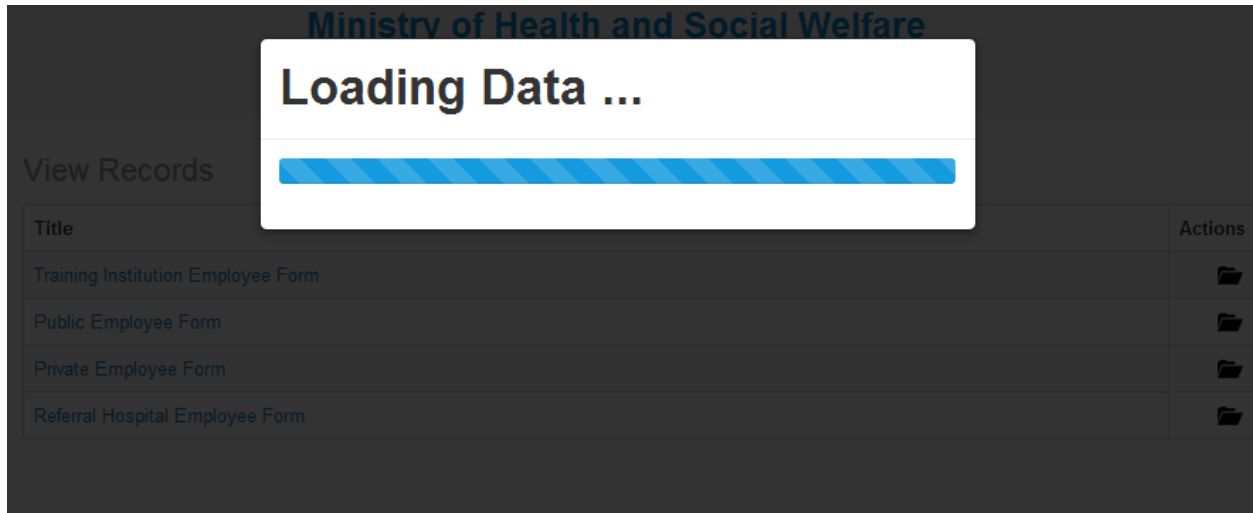 Ministry of Health and Social Welfare
Loading Data ...
View Records
Title Actions
Training Institution Employee Form
Public Employee Form
Private Employee Form
Referral Hospital Employee Form